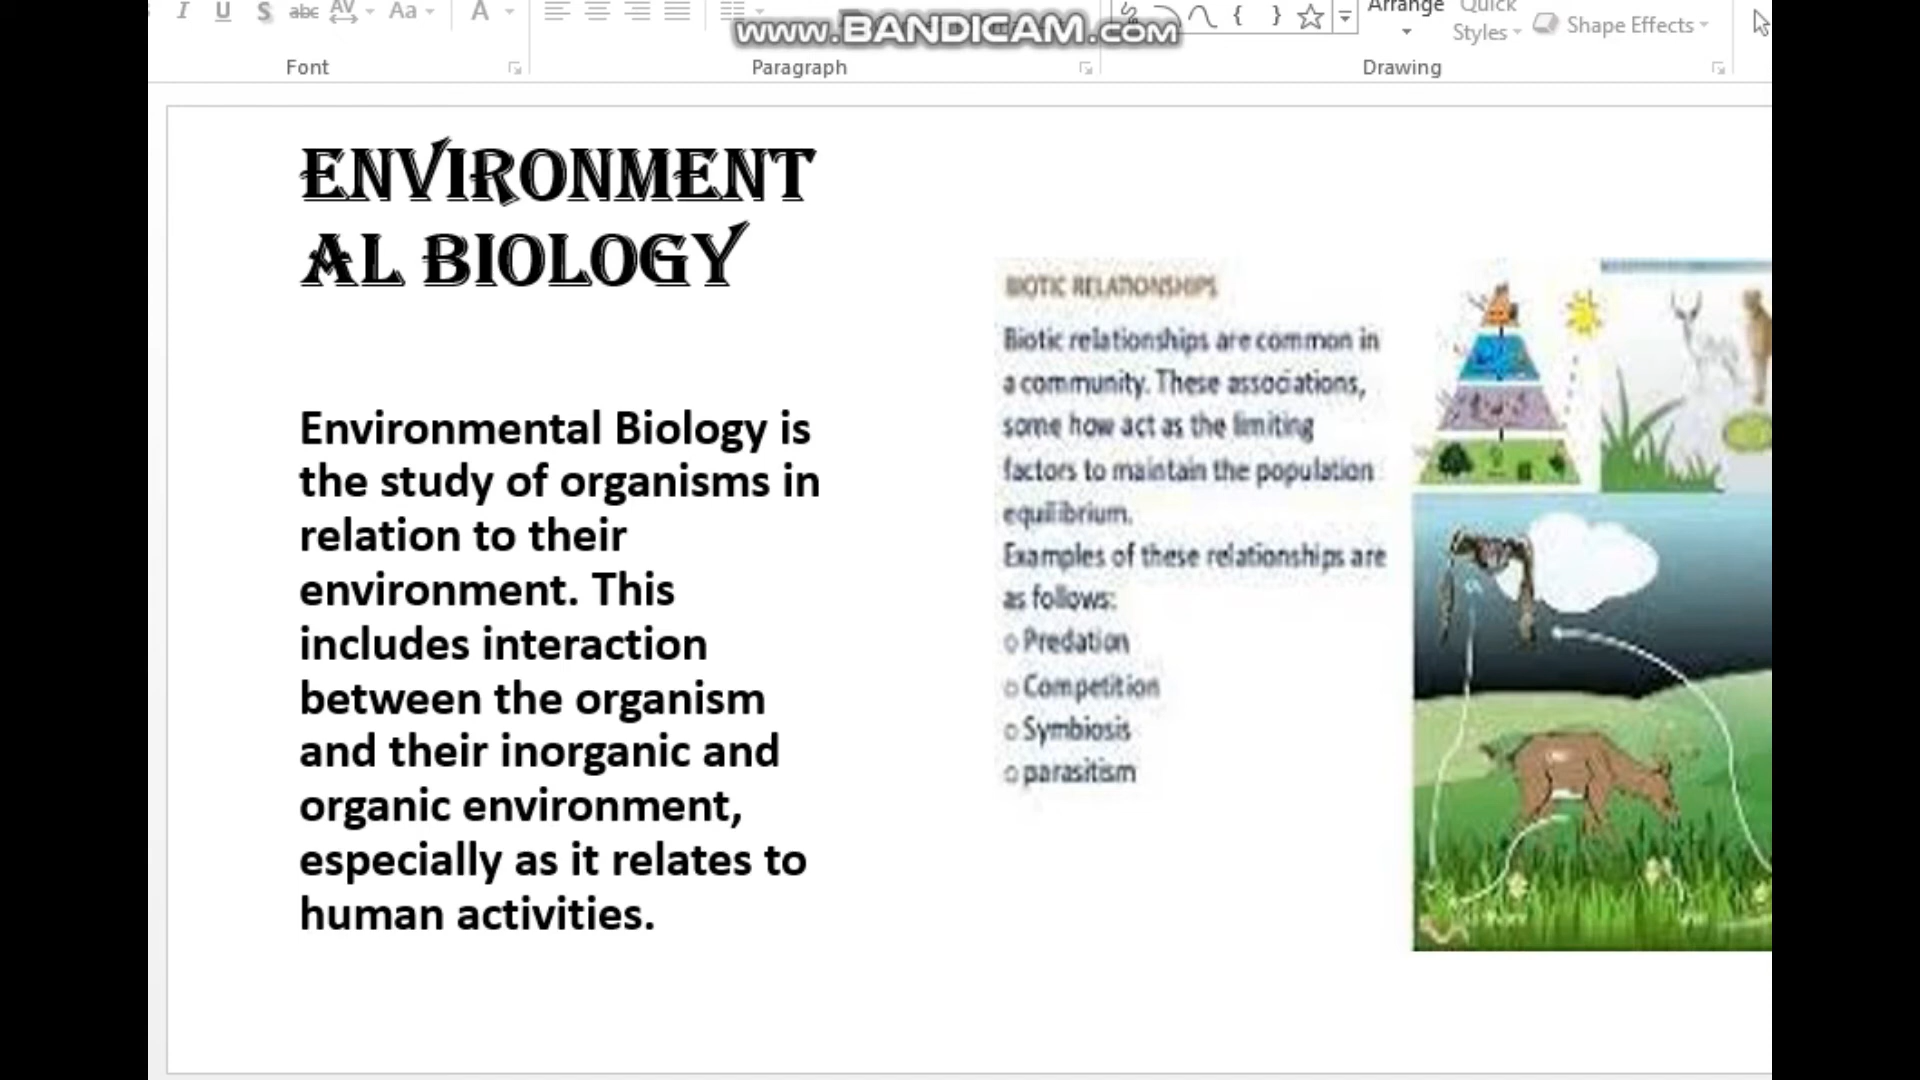 I U S abc AV Aa A
www.BANDICAM.com
Arrange
Quick
Styles
Shape Effects
Font
Paragraph
Drawing
ENVIRONMENT
AL BIOLOGY
Environmental Biology is
the study of organisms in
relation to their
environment. This
includes interaction
between the organism
and their inorganic and
organic environment,
especially as it relates to
human activities.
BIOTIC RELATIONSHIPS
Biotic relationships are common in
a community. These associations,
some how act as the limiting
factors to maintain the population
equilibrium.
Examples of these relationships are
as follows:
o Predation
o Competition
o Symbiosis
o parasitism